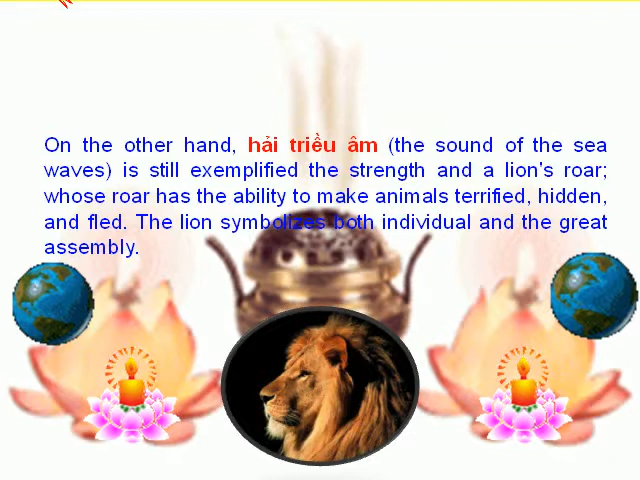 On the other hand, hải triều âm (the sound of the sea
waves) is still exemplified the strength and a lion's roar;
whose roar has the ability to make animals terrified, hidden,
and fled. The lion symbolizes both individual and the great
assembly.